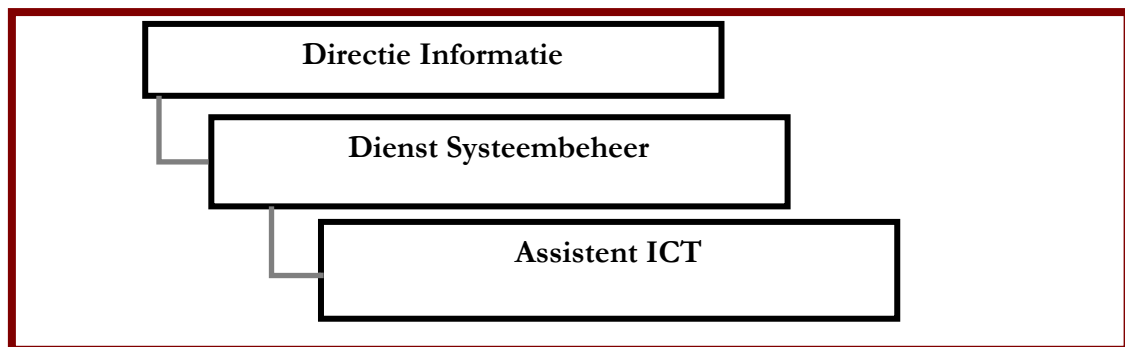 Directie Informatie
Dienst Systeembeheer
Assistent ICT